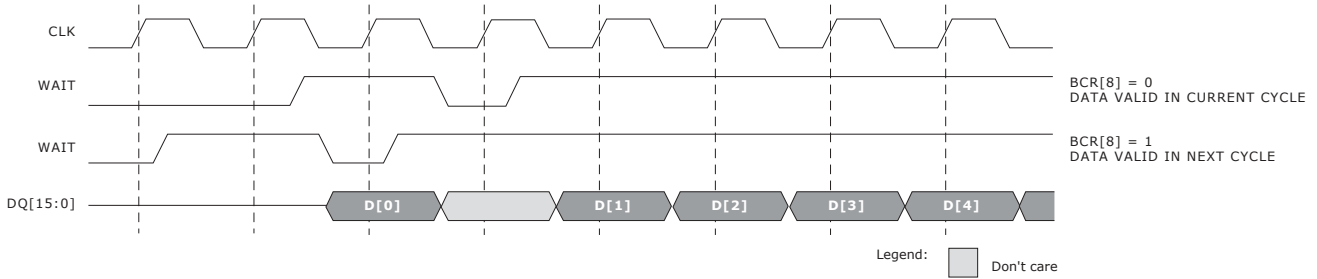 CLK
WAIT
BCR[8] = 0
DATA VALID IN CURRENT CYCLE
WAIT
BCR[8] = 1
DATA VALID IN NEXT CYCLE
DQ[15:0]
D[0]
D[1]
D[2]
D[3]
D[4]
Legend:
Don't care